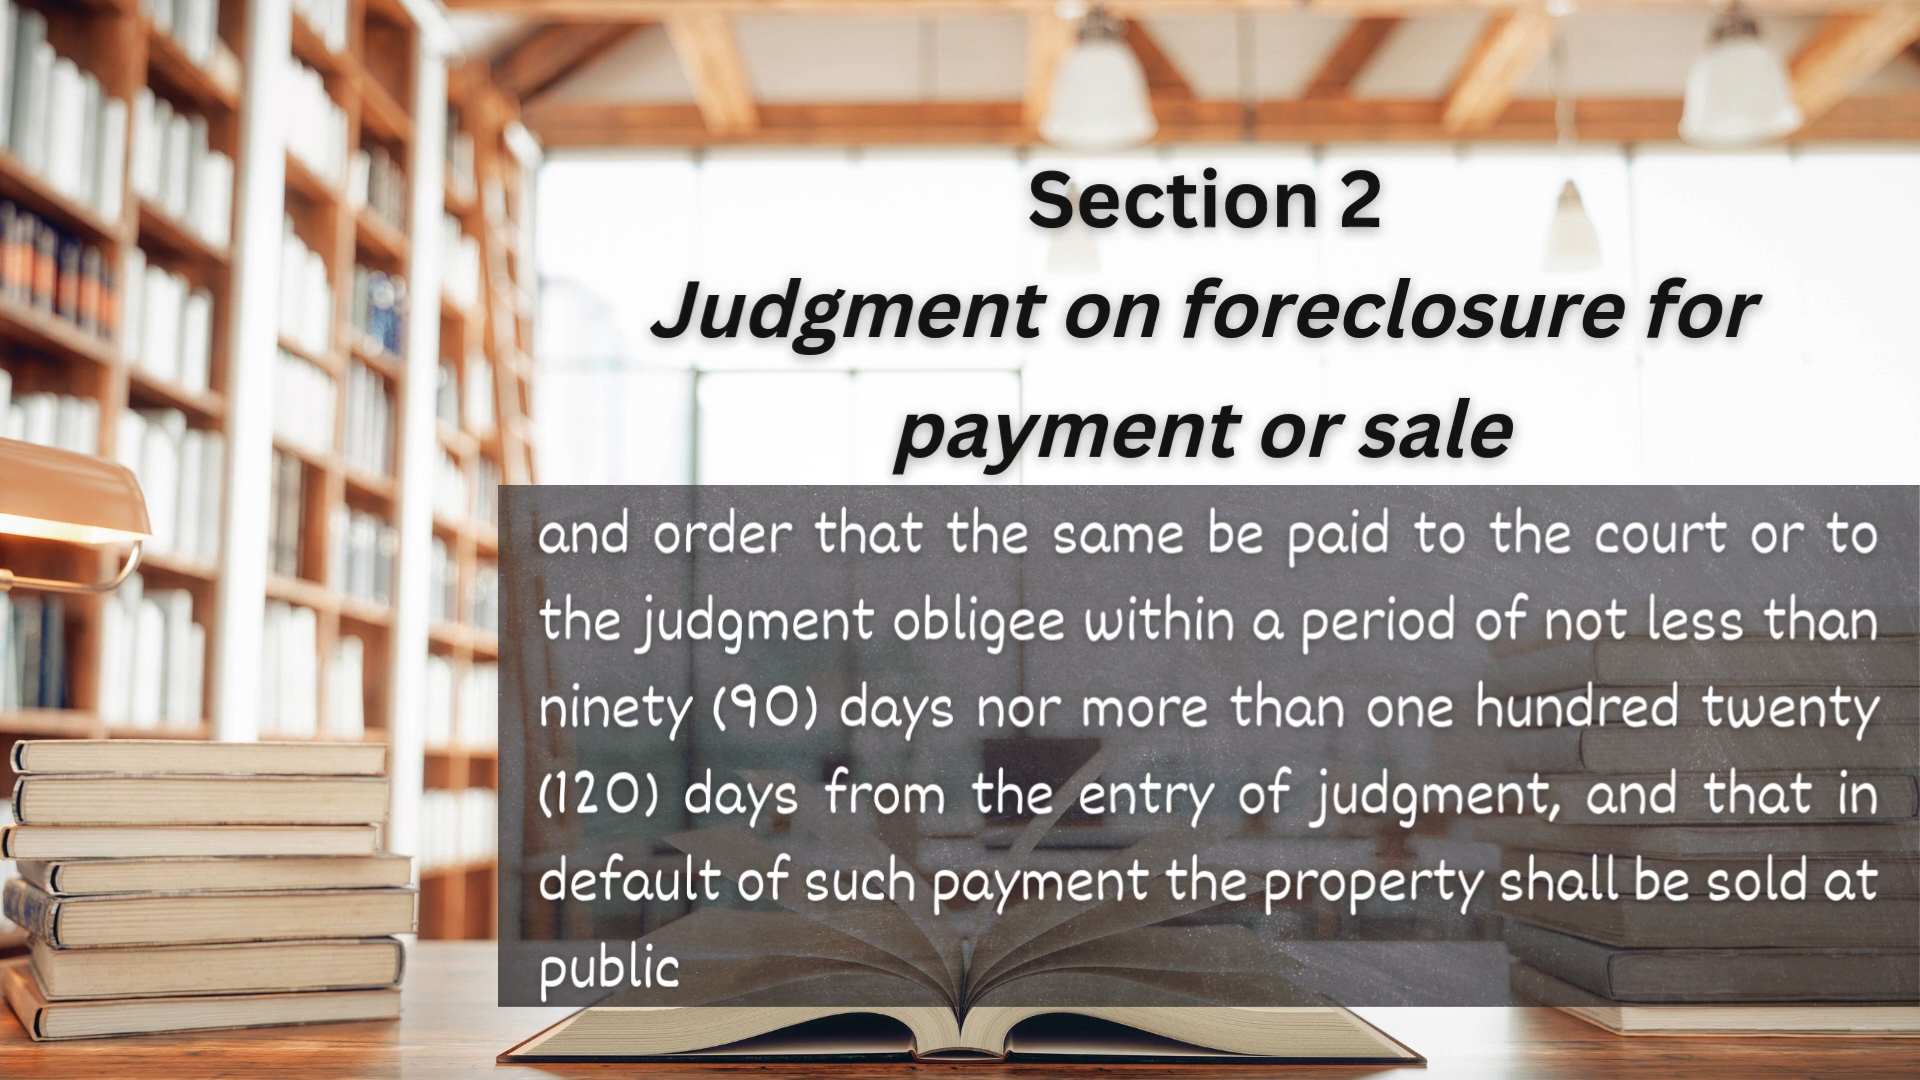 Section 2
Judgment on foreclosure for
payment or sale
and order that the same be paid to the court or to
the judgment obligee within a period of not less than
ninety (90) days nor more than one hundred twenty
(120) days from the entry of judgment, and that in
default of such payment the property shall be sold at
public